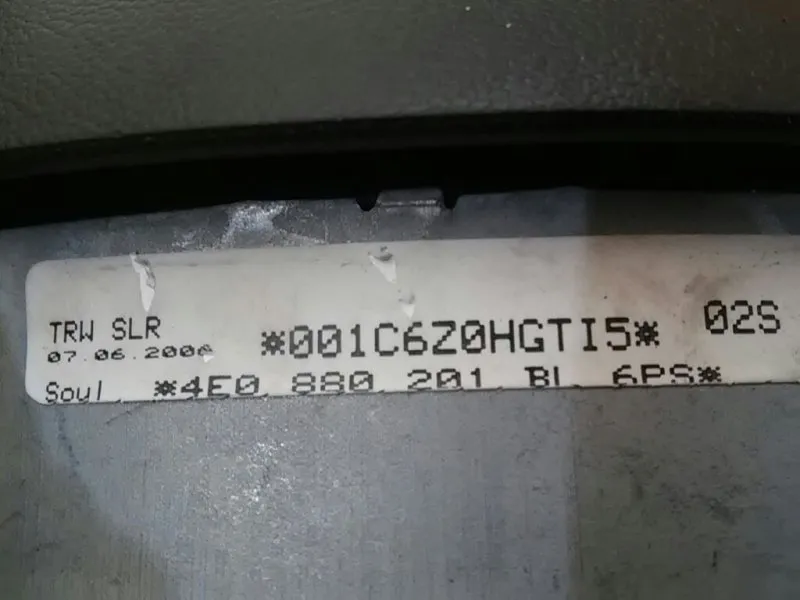 TRW SLR *001C6Z0HGTI5* 02S
07.06.2006
Soul *4E0 880 201 BL 6PS*